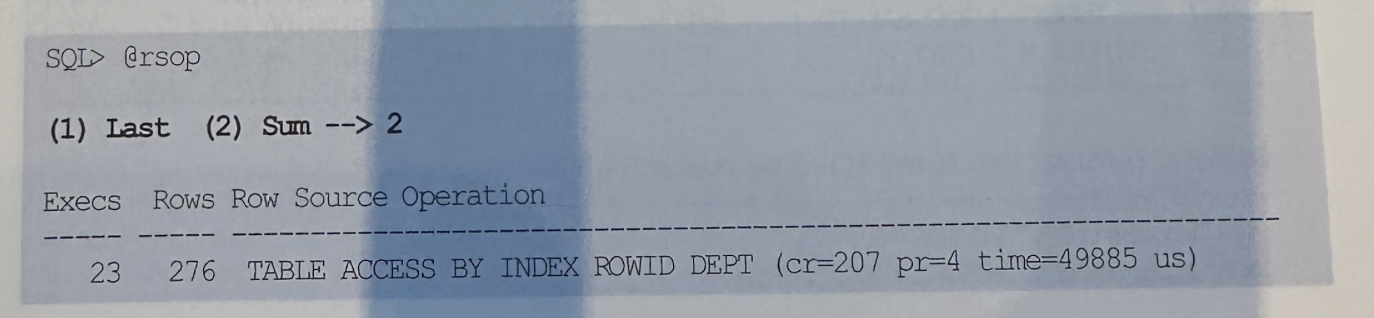 SQL> @rsop
(1) Last (2) Sum --> 2
Execs Rows Row Source Operation
----- ----- --------------------------------------------------------------------
23 276 TABLE ACCESS BY INDEX ROWID DEPT (cr=207 pr=4 time=49885 us)